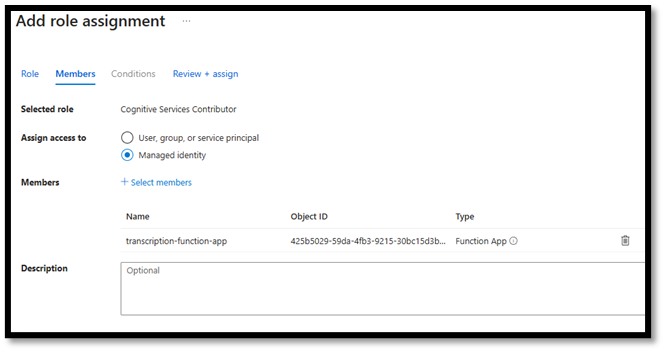 Add role assignment ...
Role Members Conditions Review + assign
Selected role Cognitive Services Contributor
Assign access to User, group, or service principal
Managed identity
Members + Select members
Name Object ID Type
transcription-function-app 425b5029-59da-4fb3-9215-30bc15d3b... Function App
Description Optional